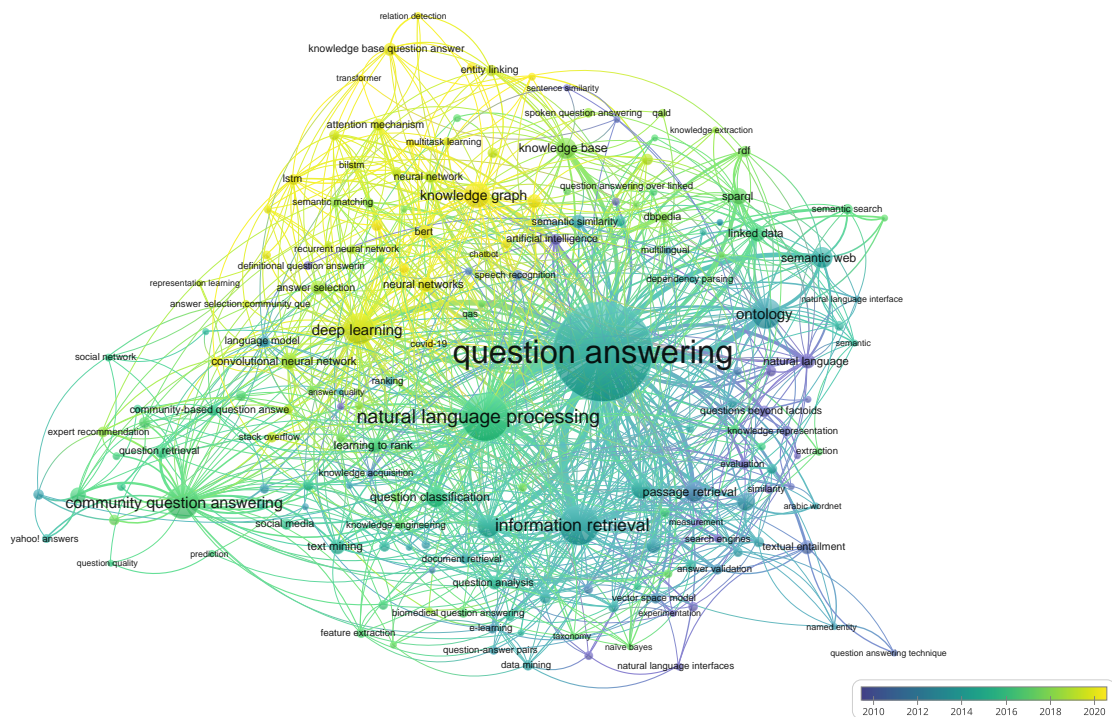 relation detection
knowledge base question answer
entity linking
transformer
sentence similarity
spoken question answering
qald
attention mechanism
knowledge extraction
multitask learning
knowledge base
rdf
bilstm
lstm
neural network
question answering over linked
knowledge graph
sparql
semantic matching
semantic search
semantic similarity
dbpedia
bert
linked data
artificial intelligence
recurrent neural network
chatbot
multilingual
semantic web
definitional question answerin
speech recognition
dependency parsing
representation learning
neural networks
answer selection
natural language interface
answer selection;community que
qas
ontology
deep learning
language model
covid-19
semantic
question answering
social network
convolutional neural network
natural language
ranking
answer quality
community-based question answe
natural language processing
questions beyond factoids
expert recommendation
stack overflow
knowledge representation
question retrieval
learning to rank
extraction
evaluation
knowledge acquisition
similarity
passage retrieval
community question answering
question classification
arabic wordnet
social media
knowledge engineering
information retrieval
measurement
yahoo! answers
search engines
text mining
textual entailment
prediction
document retrieval
question quality
answer validation
question analysis
vector space model
biomedical question answering
experimentation
feature extraction
e-learning
taxonomy
named entity
question-answer pairs
naïve bayes
question answering technique
data mining
natural language interfaces
2010 2012 2014 2016 2018 2020